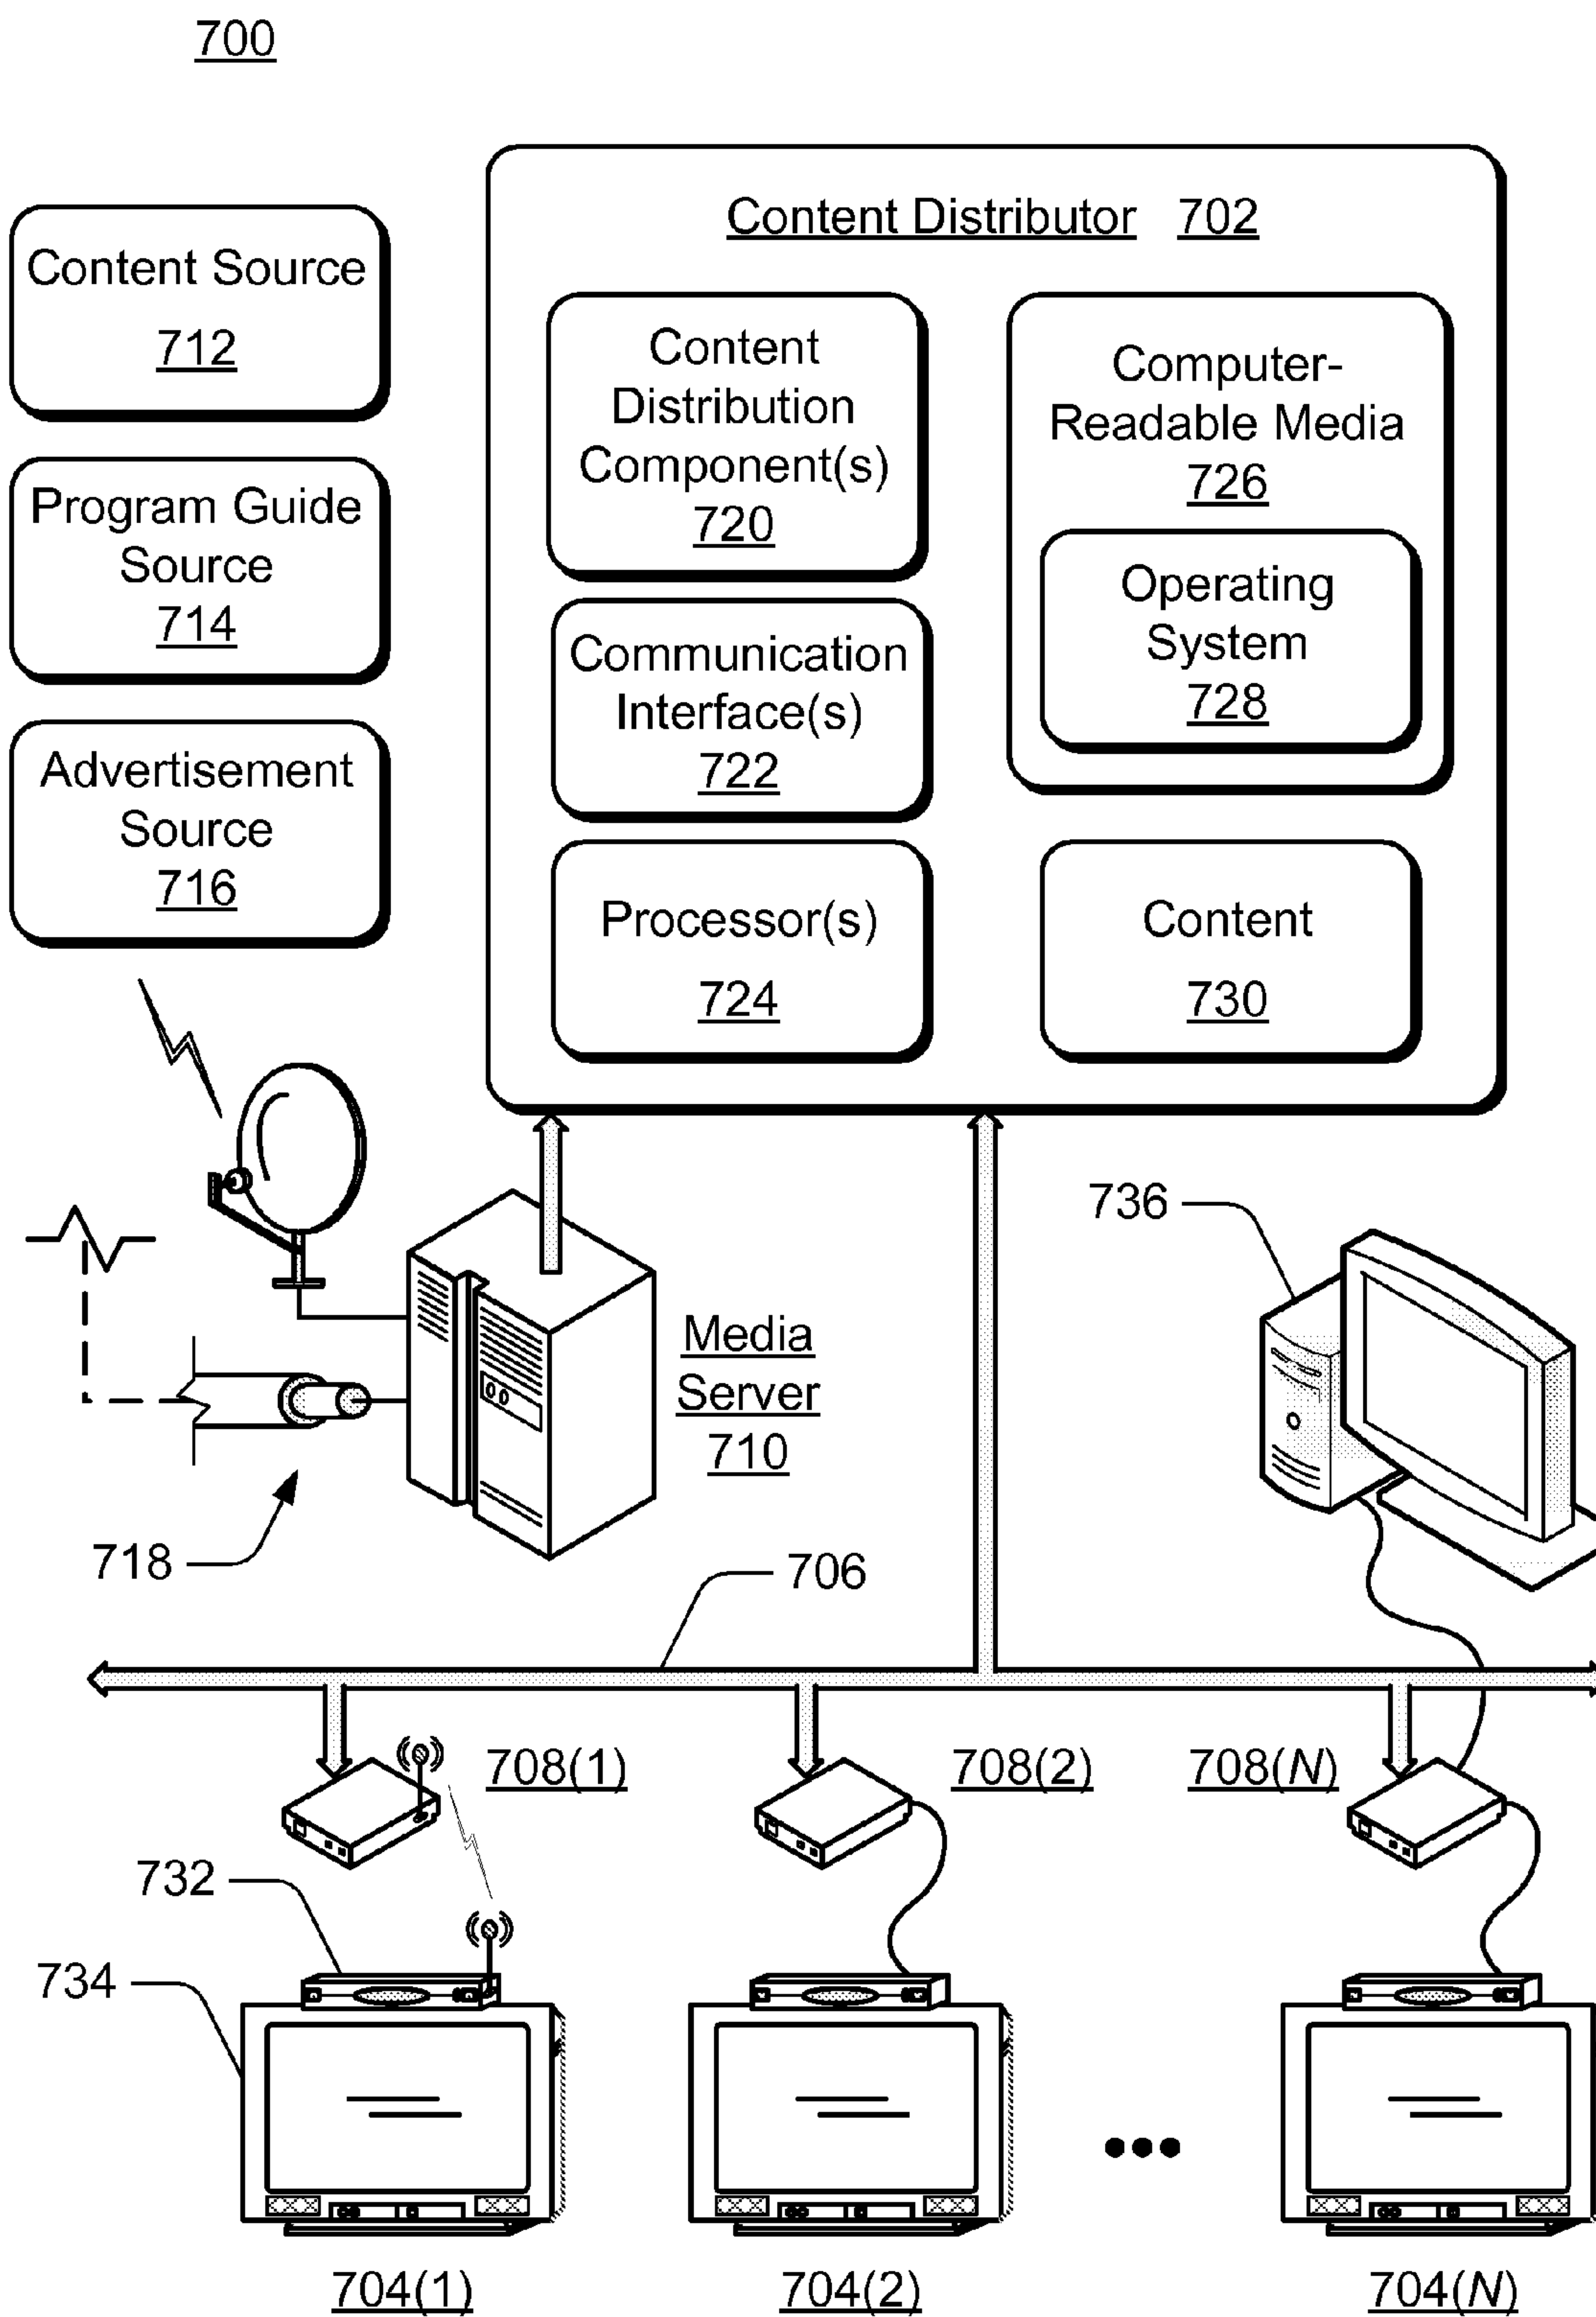 700
Content Distributor 702
Content Source
712
Program Guide
Source
714
Advertisement
Source
716
Content
Distribution
Component(s)
720
Communication
Interface(s)
722
Processor(s)
724
Computer-
Readable Media
726
Operating
System
728
Content
730
736
Media
Server
710
718
706
708(1)
708(2)
708(N)
732
734
704(1)
704(2)
704(N)